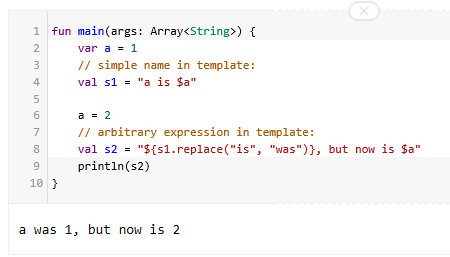 1 fun main(args: Array<String>) {
2     var a = 1
3     // simple name in template:
4     val s1 = "a is $a"
5
6     a = 2
7     // arbitrary expression in template:
8     val s2 = "${s1.replace("is", "was")}, but now is $a"
9     println(s2)
10 }
a was 1, but now is 2